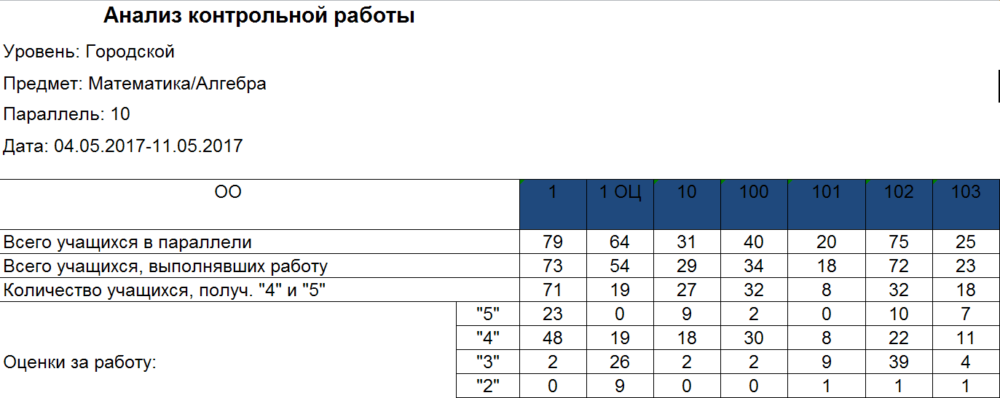 Анализ контрольной работы
Уровень: Городской
Предмет: Математика/Алгебра
Параллель: 10
Дата: 04.05.2017-11.05.2017
ОО 1 1 ОЦ 10 100 101 102 103
Всего учащихся в параллели 79 64 31 40 20 75 25
Всего учащихся, выполнявших работу 73 54 29 34 18 72 23
Количество учащихся, получ. "4" и "5" 71 19 27 32 8 32 18
"5" 23 0 9 2 0 10 7
"4" 48 19 18 30 8 22 11
Оценки за работу: "3" 2 26 2 2 9 39 4
"2" 0 9 0 0 1 1 1